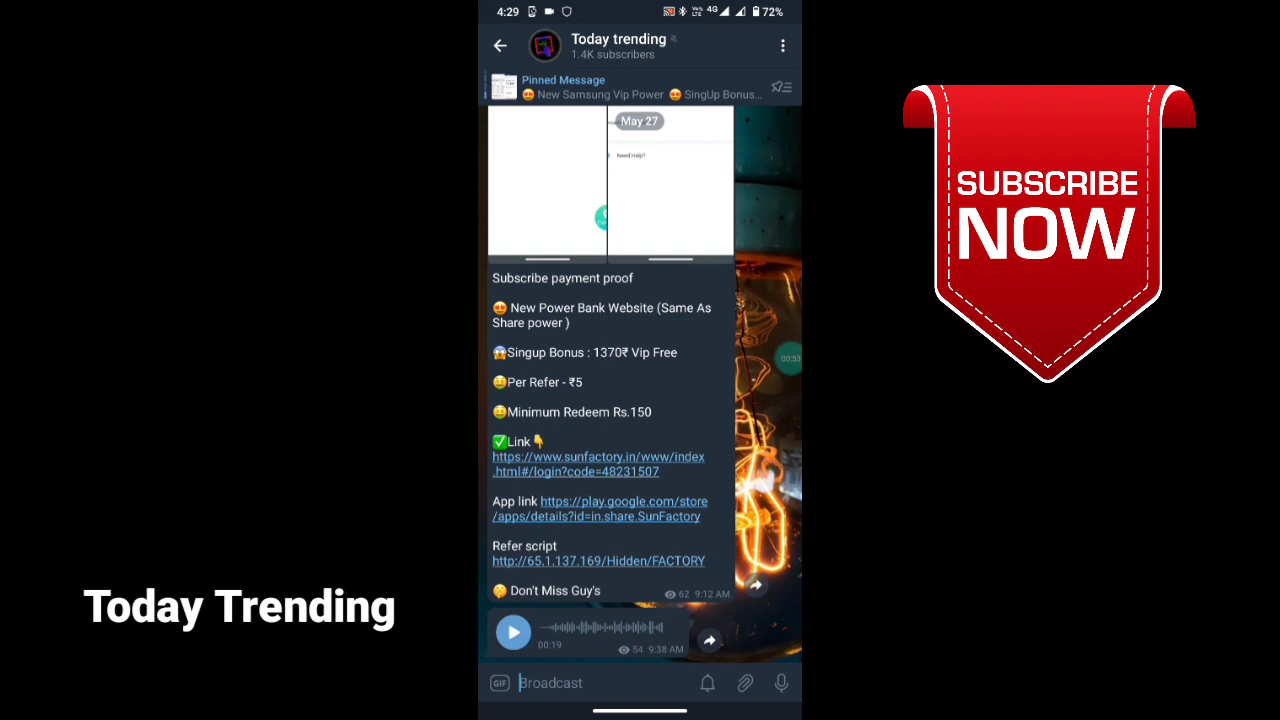 4:29
4G
72%
Today trending
1.4K subscribers
Pinned Message
😍 New Samsung Vip Power 😍 SingUp Bonus...
May 27
Need Help?
Subscribe payment proof
😍 New Power Bank Website (Same As
Share power )
😱Singup Bonus : 1370₹ Vip Free
🤑Per Refer - ₹5
🤑Minimum Redeem Rs.150
✅Link👇
https://www.sunfactory.in/www/index
.html#/login?code=48231507
App link https://play.google.com/store
/apps/details?id=in.share.SunFactory
Refer script
http://65.1.137.169/Hidden/FACTORY
🤫 Don't Miss Guy's
62 9:12 AM
00:19
54 9:38 AM
GIF Broadcast
00:53
SUBSCRIBE
NOW
Today Trending